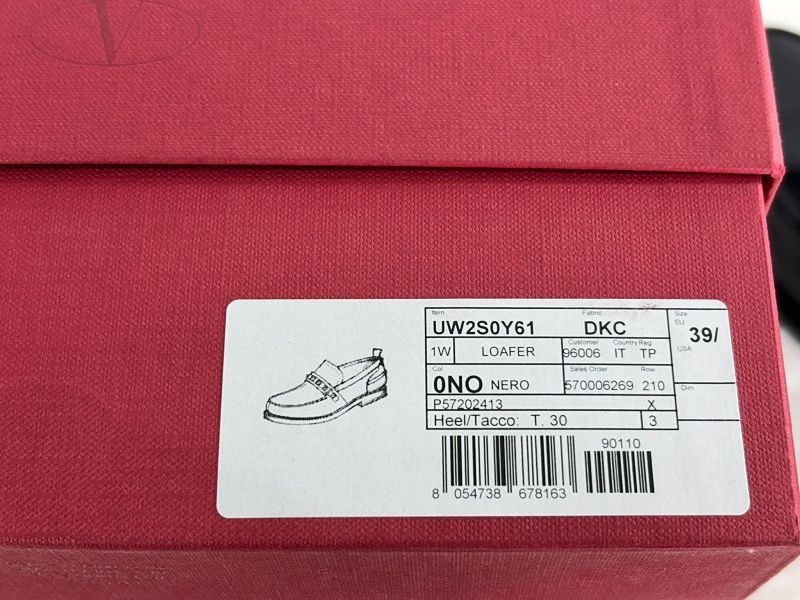 V
Item Fabric Size
UW2S0Y61 DKC EU 39/
1W LOAFER Customer 96006 Country IT Reg TP USA
Col Sales Order Row
0NO NERO 570006269 210 Dim
P57202413 X
Heel/Tacco: T. 30 3
90110
8 054738 678163